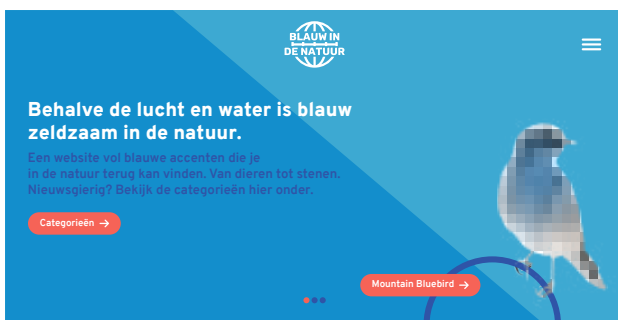 BLAUW IN
DE NATUUR
Behalve de lucht en water is blauw
zeldzaam in de natuur.
Een website vol blauwe accenten die je
in de natuur terug kan vinden. Van dieren tot stenen.
Nieuwsgierig? Bekijk de categorieën hier onder.
Categorieën →
Mountain Bluebird →